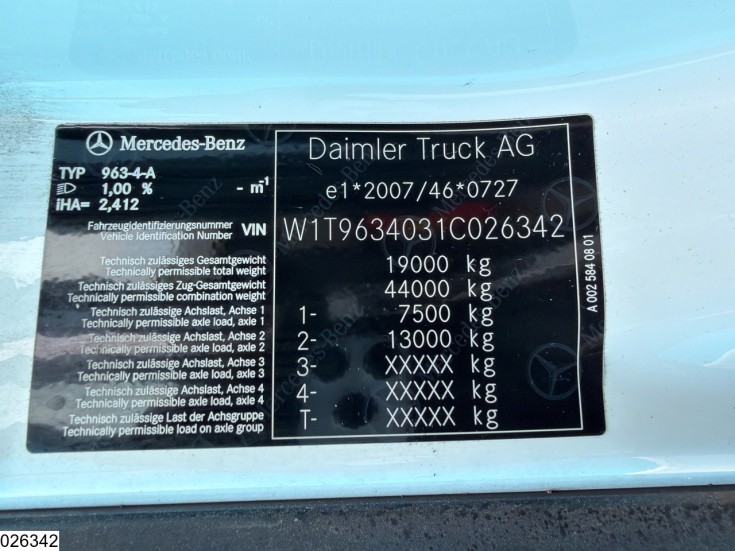 Mercedes-Benz
TYP 963-4-A
1,00 % - m⁻¹
iHA= 2,412
Daimler Truck AG
e1*2007/46*0727
Fahrzeugidentifizierungsnummer
Vehicle Identification Number VIN W1T9634031C026342
Technisch zulässiges Gesamtgewicht
Technically permissible total weight 19000 kg
Technisch zulässiges Zug-Gesamtgewicht
Technically permissible combination weight 44000 kg
Technisch zulässige Achslast, Achse 1
Technically permissible axle load, axle 1 1- 7500 kg
Technisch zulässige Achslast, Achse 2
Technically permissible axle load, axle 2 2- 13000 kg
Technisch zulässige Achslast, Achse 3
Technically permissible axle load, axle 3 3- XXXXX kg
Technisch zulässige Achslast, Achse 4
Technically permissible axle load, axle 4 4- XXXXX kg
Technisch zulässige Last der Achsgruppe
Technically permissible load on axle group T- XXXXX kg
A 002 584 08 01
026342